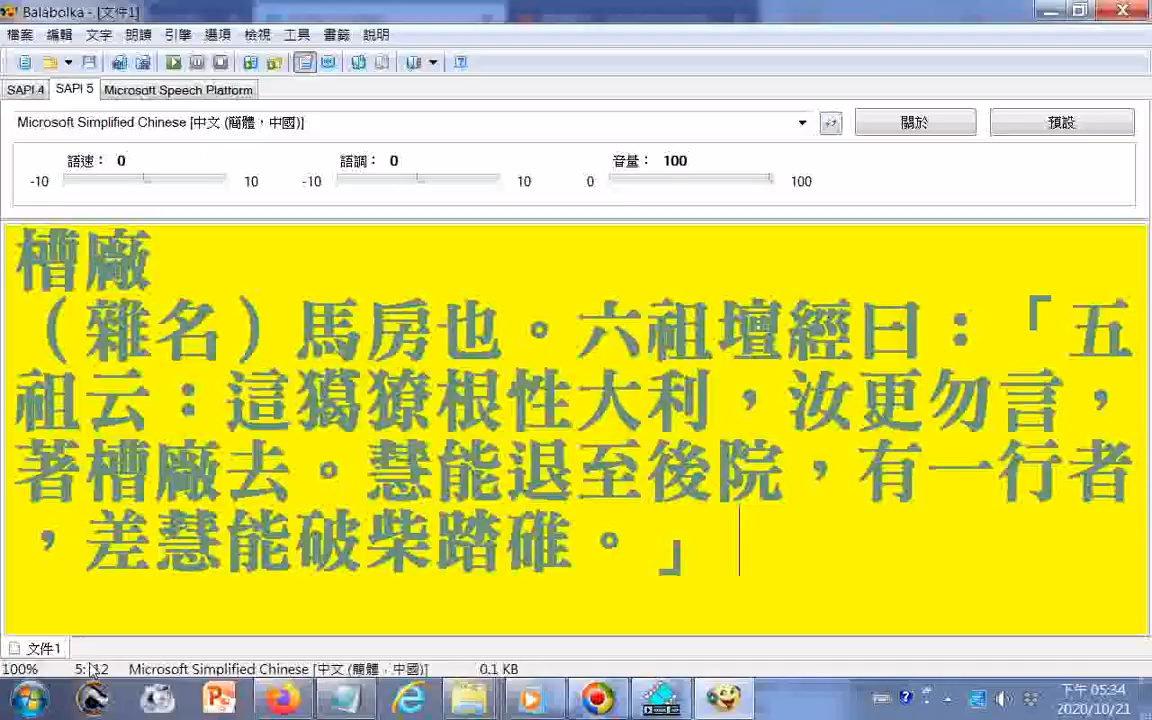 Balabolka - [文件1]
檔案 編輯 文字 朗讀 引擎 選項 檢視 工具 書籤 說明
SAPI 4 SAPI 5 Microsoft Speech Platform
Microsoft Simplified Chinese [中文 (簡體，中國)] 關於 預設
語速： 0 語調： 0 音量： 100
-10 10 -10 10 0 100
槽廠
（雜名）馬房也。六祖壇經曰：「五
祖云：這獦獠根性大利，汝更勿言，
著槽廠去。慧能退至後院，有一行者
，差慧能破柴踏碓。」
文件1
100% Microsoft Simplified Chinese [中文 (簡體，中國)] 0.1 KB
下午 05:34
2020/10/21